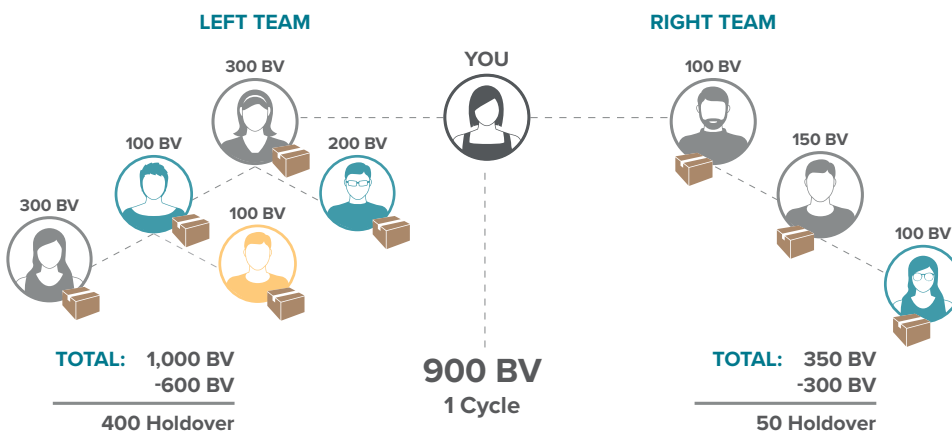 LEFT TEAM
RIGHT TEAM
YOU
300 BV
100 BV
100 BV
200 BV
150 BV
300 BV
100 BV
100 BV
TOTAL: 1,000 BV
-600 BV
400 Holdover
900 BV
1 Cycle
TOTAL: 350 BV
-300 BV
50 Holdover